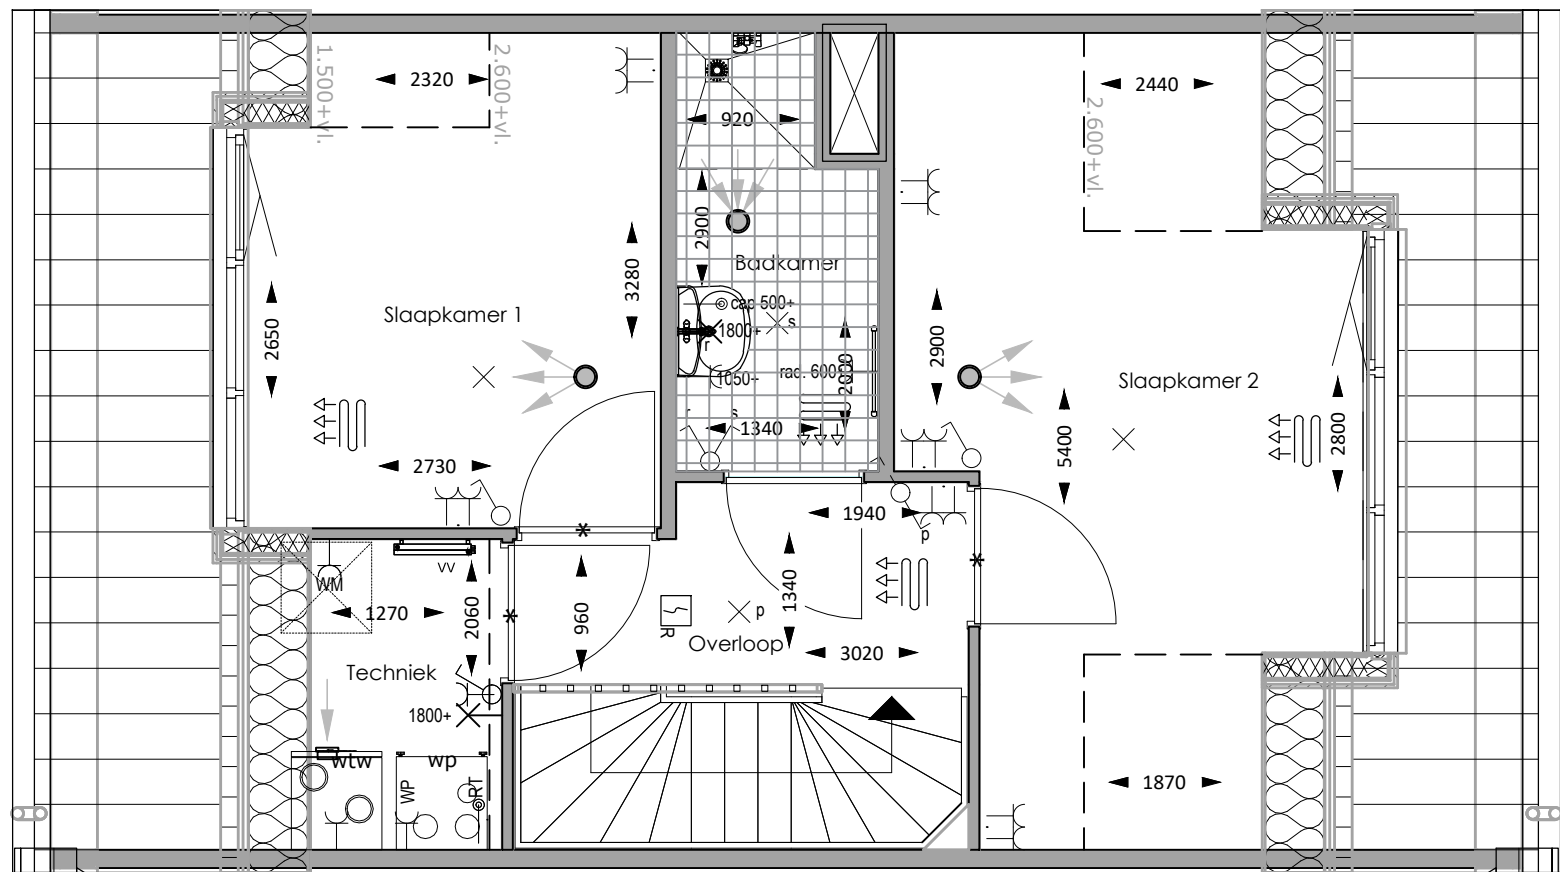 1.500+vl.
2.600+vl.
2320
920
2440
2.600+vl.
2900
3280
Badkamer
Slaapkamer 1
2650
cap 500+
1800+
s
r
1050+
rad. 600
2000
2900
Slaapkamer 2
r
s
1340
2730
5400
2800
1940
p
vv
WM
1270
2060
960
R
p
1340
Overloop
3020
Techniek
1800+
wtw
wp
WP
RT
1870